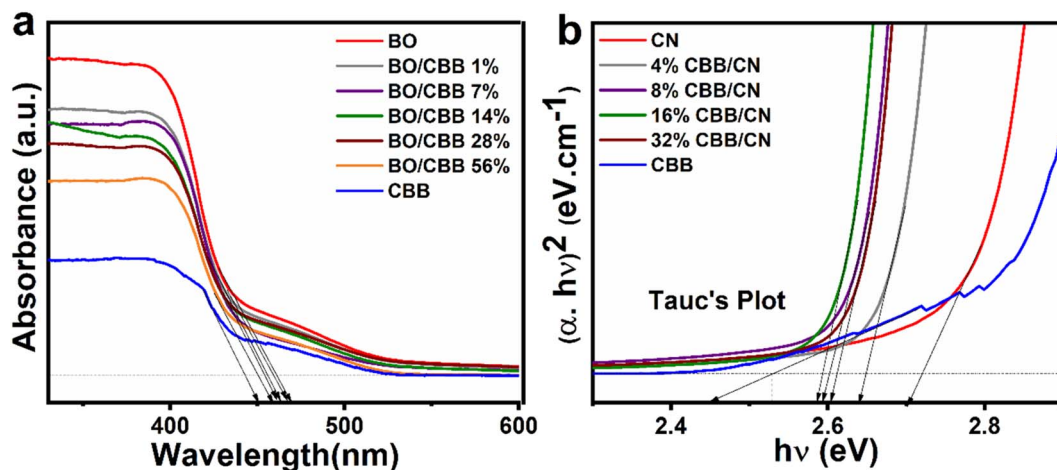 a
Absorbance (a.u.)
BO
BO/CBB 1%
BO/CBB 7%
BO/CBB 14%
BO/CBB 28%
BO/CBB 56%
CBB
400
500
600
Wavelength(nm)
b
(α. hν)2 (eV.cm-1)
CN
4% CBB/CN
8% CBB/CN
16% CBB/CN
32% CBB/CN
CBB
Tauc's Plot
2.4
2.6
2.8
hν (eV)